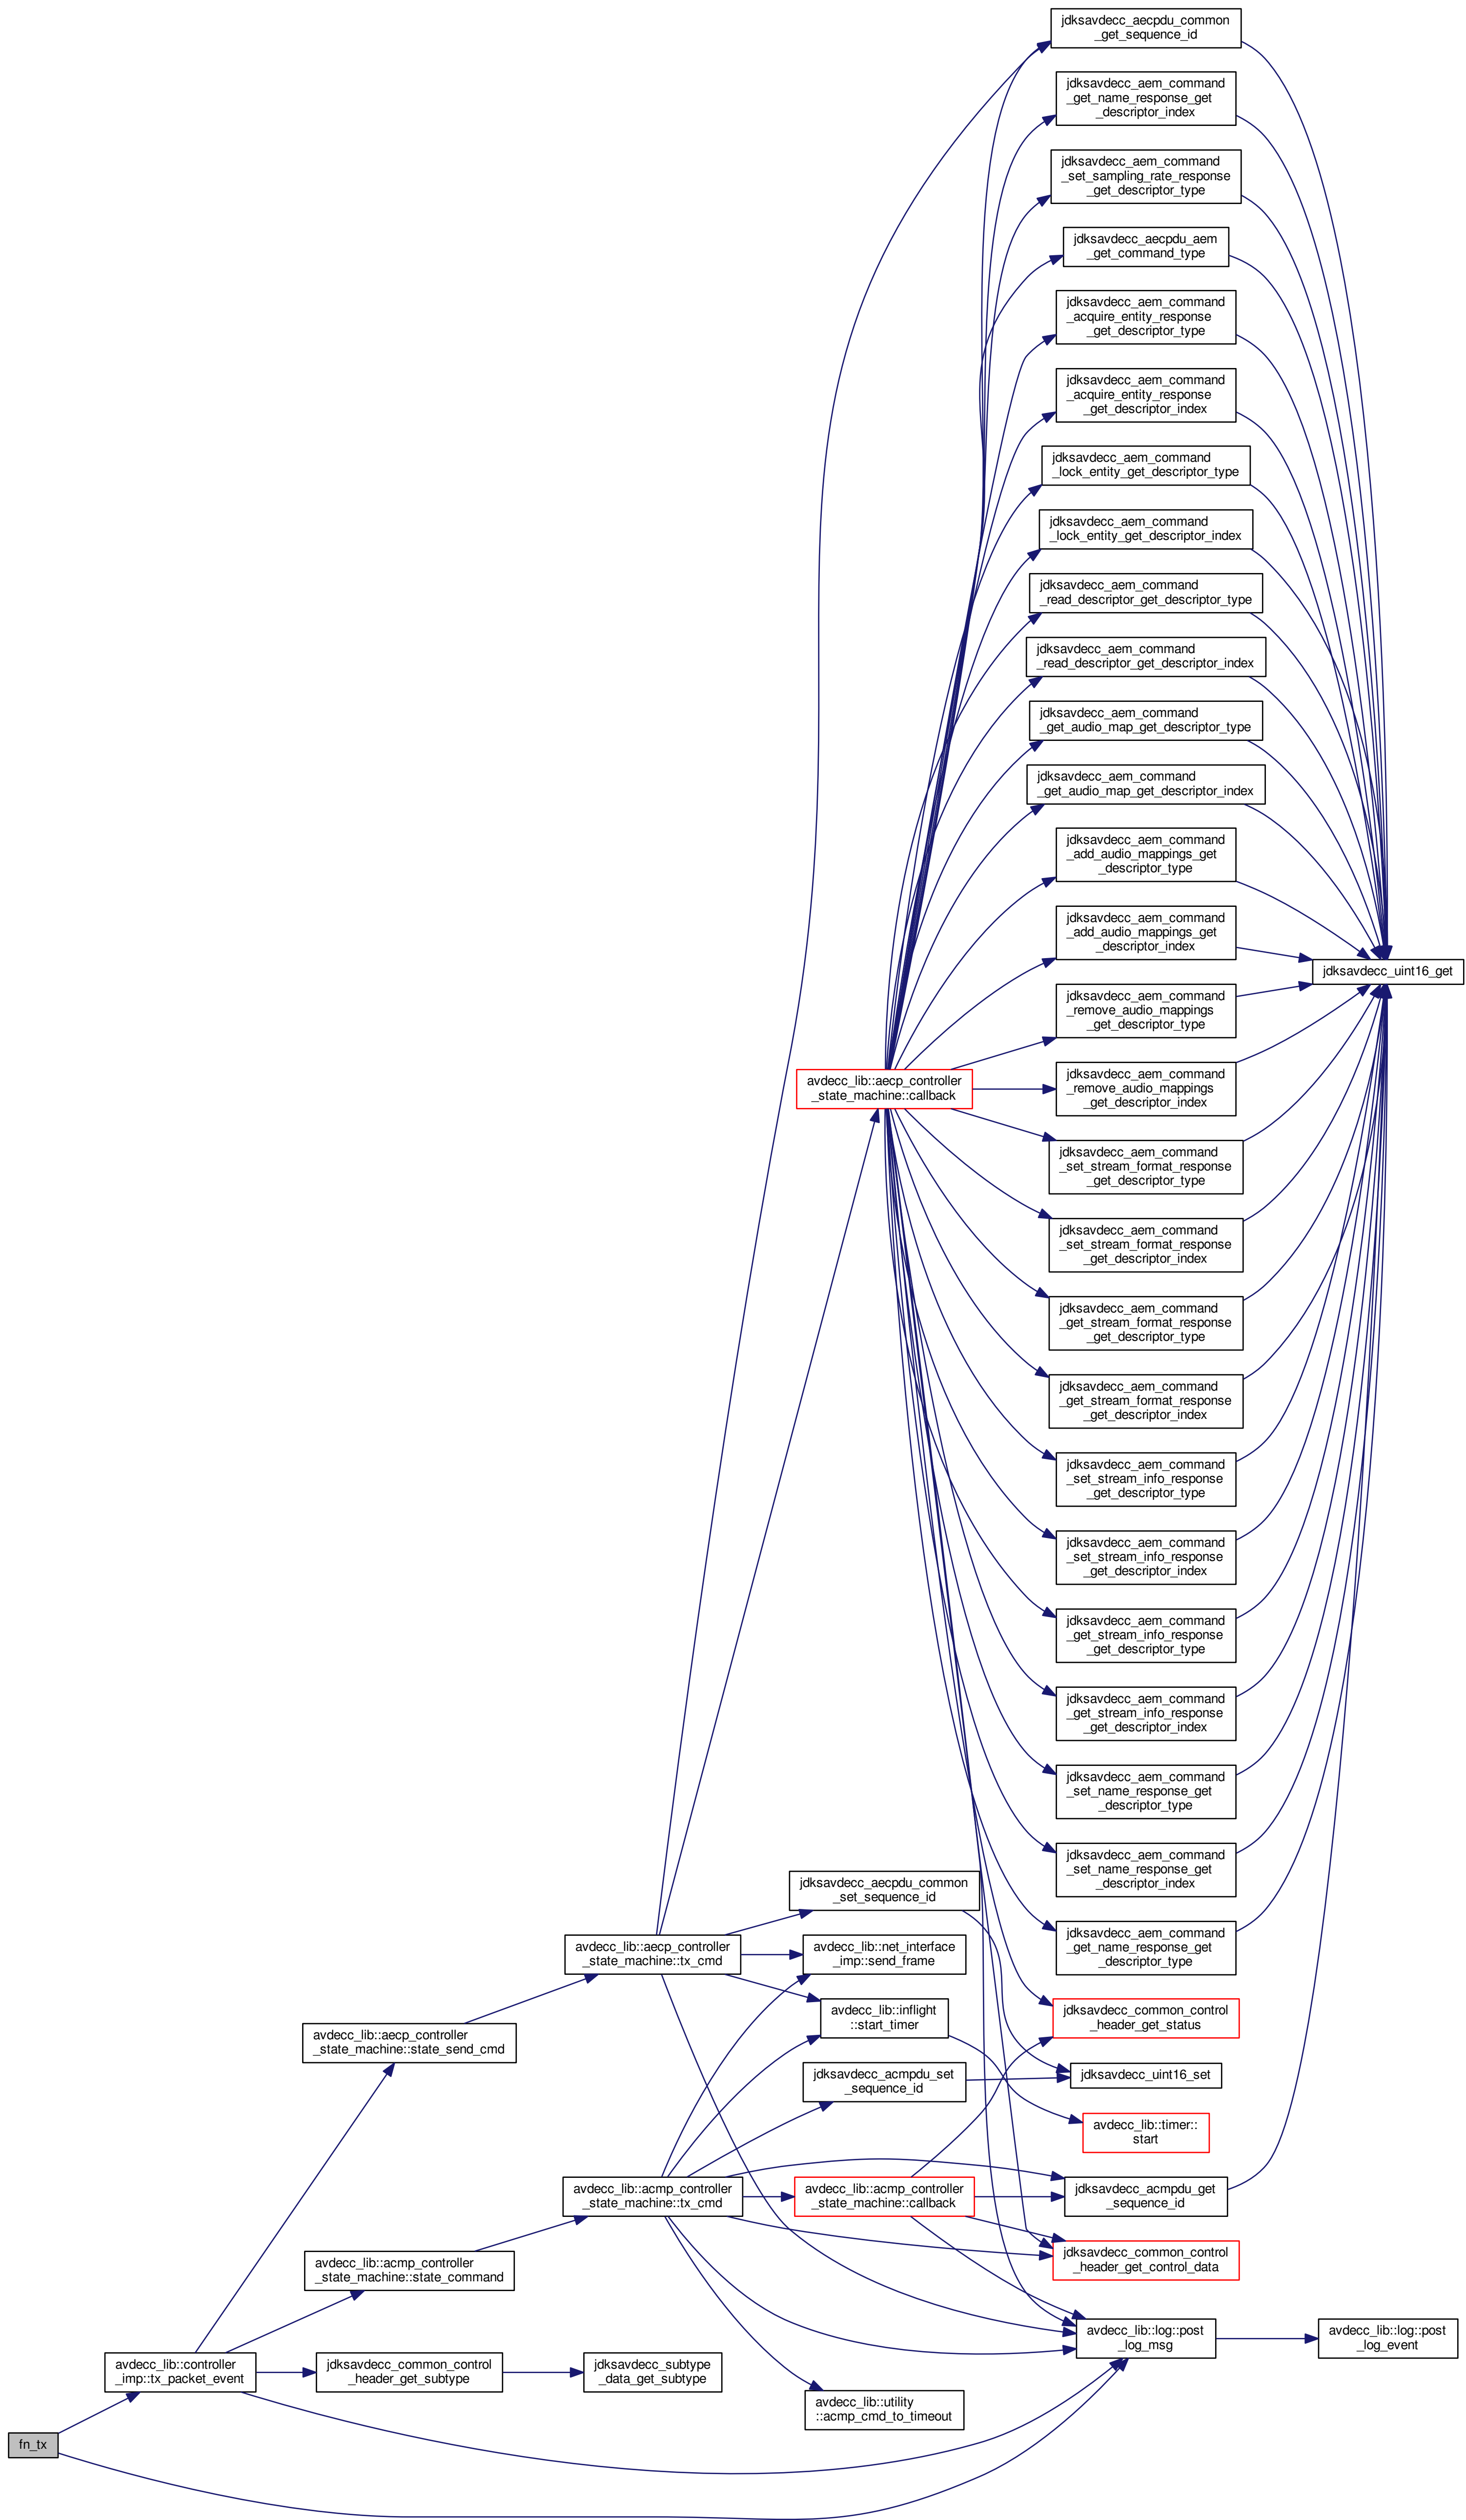 jdksavdecc_aecpdu_common
_get_sequence_id
jdksavdecc_aem_command
_get_name_response_get
_descriptor_index
jdksavdecc_aem_command
_set_sampling_rate_response
_get_descriptor_type
jdksavdecc_aecpdu_aem
_get_command_type
jdksavdecc_aem_command
_acquire_entity_response
_get_descriptor_type
jdksavdecc_aem_command
_acquire_entity_response
_get_descriptor_index
jdksavdecc_aem_command
_lock_entity_get_descriptor_type
jdksavdecc_aem_command
_lock_entity_get_descriptor_index
jdksavdecc_aem_command
_read_descriptor_get_descriptor_type
jdksavdecc_aem_command
_read_descriptor_get_descriptor_index
jdksavdecc_aem_command
_get_audio_map_get_descriptor_type
jdksavdecc_aem_command
_get_audio_map_get_descriptor_index
jdksavdecc_aem_command
_add_audio_mappings_get
_descriptor_type
jdksavdecc_aem_command
_add_audio_mappings_get
_descriptor_index
jdksavdecc_uint16_get
jdksavdecc_aem_command
_remove_audio_mappings
_get_descriptor_type
avdecc_lib::aecp_controller
_state_machine::callback
jdksavdecc_aem_command
_remove_audio_mappings
_get_descriptor_index
jdksavdecc_aem_command
_set_stream_format_response
_get_descriptor_type
jdksavdecc_aem_command
_set_stream_format_response
_get_descriptor_index
jdksavdecc_aem_command
_get_stream_format_response
_get_descriptor_type
jdksavdecc_aem_command
_get_stream_format_response
_get_descriptor_index
jdksavdecc_aem_command
_set_stream_info_response
_get_descriptor_type
jdksavdecc_aem_command
_set_stream_info_response
_get_descriptor_index
jdksavdecc_aem_command
_get_stream_info_response
_get_descriptor_type
jdksavdecc_aem_command
_get_stream_info_response
_get_descriptor_index
jdksavdecc_aem_command
_set_name_response_get
_descriptor_type
jdksavdecc_aem_command
_set_name_response_get
_descriptor_index
jdksavdecc_aecpdu_common
_set_sequence_id
jdksavdecc_aem_command
_get_name_response_get
_descriptor_type
avdecc_lib::aecp_controller
_state_machine::tx_cmd
avdecc_lib::net_interface
_imp::send_frame
avdecc_lib::inflight
::start_timer
jdksavdecc_common_control
_header_get_status
avdecc_lib::aecp_controller
_state_machine::state_send_cmd
jdksavdecc_acmpdu_set
_sequence_id
jdksavdecc_uint16_set
avdecc_lib::timer::
start
avdecc_lib::acmp_controller
_state_machine::tx_cmd
avdecc_lib::acmp_controller
_state_machine::callback
jdksavdecc_acmpdu_get
_sequence_id
avdecc_lib::acmp_controller
_state_machine::state_command
jdksavdecc_common_control
_header_get_control_data
avdecc_lib::log::post
_log_msg
avdecc_lib::log::post
_log_event
avdecc_lib::controller
_imp::tx_packet_event
jdksavdecc_common_control
_header_get_subtype
jdksavdecc_subtype
_data_get_subtype
avdecc_lib::utility
::acmp_cmd_to_timeout
fn_tx